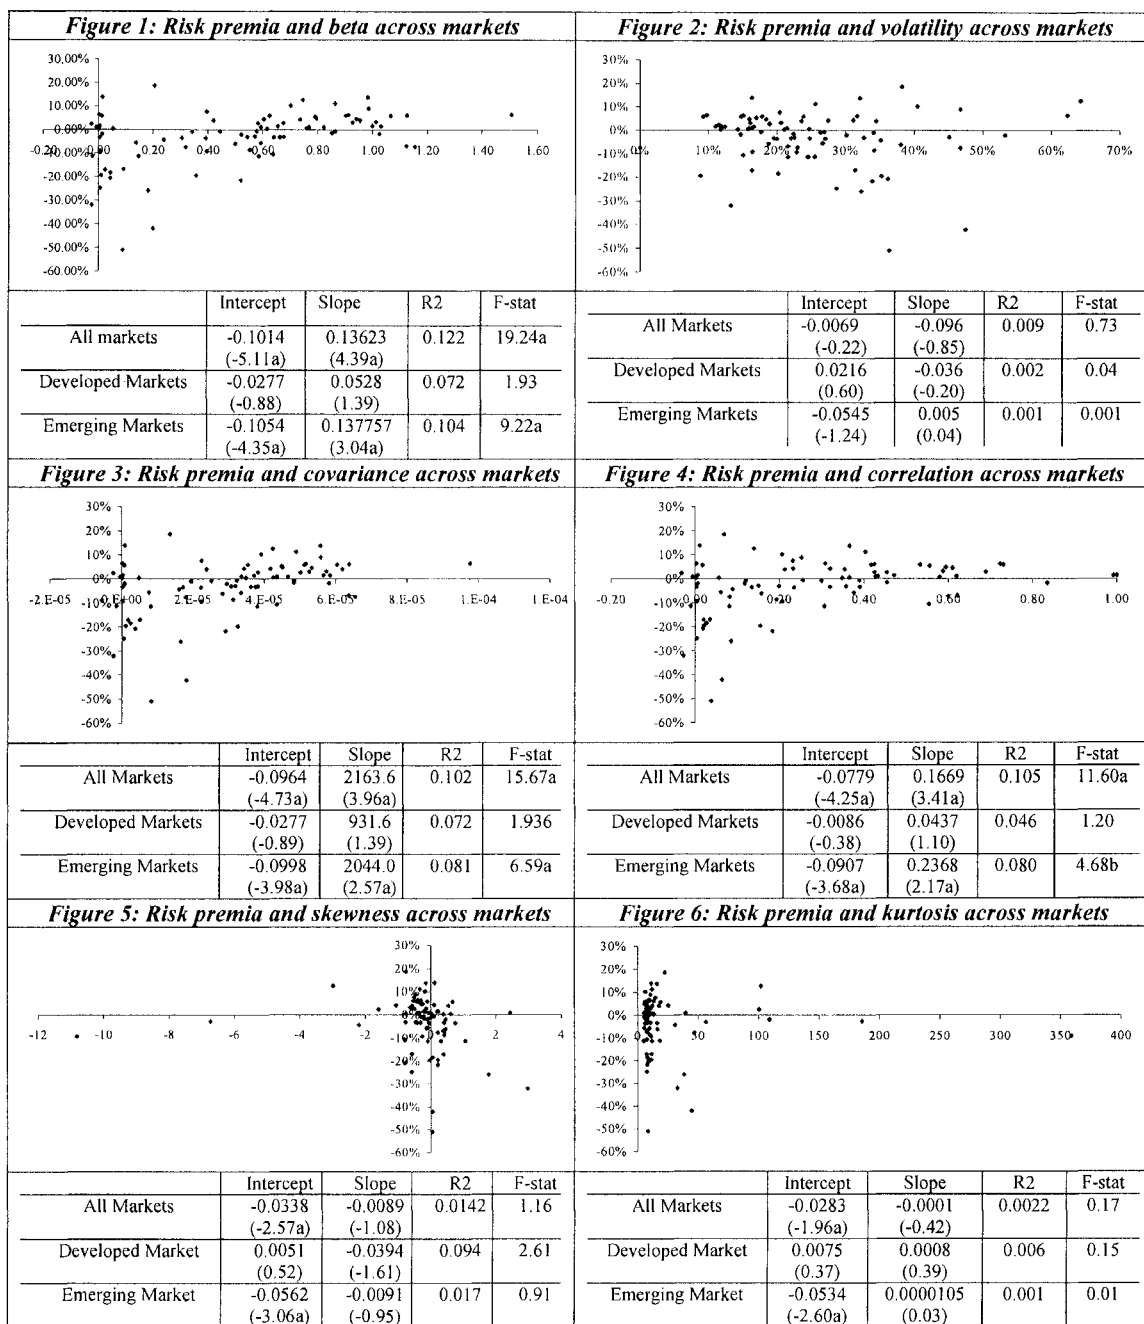 Figure 1: Risk premia and beta across markets
30.00%
20.00%
10.00%
0.00%
-0.20 0.00 0.20 0.40 0.60 0.80 1.00 1.20 1.40 1.60
-10.00%
-20.00%
-30.00%
-40.00%
-50.00%
-60.00%
Intercept Slope R2 F-stat
All markets -0.1014 0.13623 0.122 19.24a
(-5.11a) (4.39a)
Developed Markets -0.0277 0.0528 0.072 1.93
(-0.88) (1.39)
Emerging Markets -0.1054 0.137757 0.104 9.22a
(-4.35a) (3.04a)
Figure 2: Risk premia and volatility across markets
30%
20%
10%
0%
0% 10% 20% 30% 40% 50% 60% 70%
-10%
-20%
-30%
-40%
-50%
-60%
Intercept Slope R2 F-stat
All Markets -0.0069 -0.096 0.009 0.73
(-0.22) (-0.85)
Developed Markets 0.0216 -0.036 0.002 0.04
(0.60) (-0.20)
Emerging Markets -0.0545 0.005 0.001 0.001
(-1.24) (0.04)
Figure 3: Risk premia and covariance across markets
30%
20%
10%
0%
-2.E-05 0.E+00 2.E-05 4.E-05 6.E-05 8.E-05 1.E-04 1.E-04
-10%
-20%
-30%
-40%
-50%
-60%
Intercept Slope R2 F-stat
All Markets -0.0964 2163.6 0.102 15.67a
(-4.73a) (3.96a)
Developed Markets -0.0277 931.6 0.072 1.936
(-0.89) (1.39)
Emerging Markets -0.0998 2044.0 0.081 6.59a
(-3.98a) (2.57a)
Figure 4: Risk premia and correlation across markets
30%
20%
10%
0%
-0.20 0.00 0.20 0.40 0.60 0.80 1.00
-10%
-20%
-30%
-40%
-50%
-60%
Intercept Slope R2 F-stat
All Markets -0.0779 0.1669 0.105 11.60a
(-4.25a) (3.41a)
Developed Markets -0.0086 0.0437 0.046 1.20
(-0.38) (1.10)
Emerging Markets -0.0907 0.2368 0.080 4.68b
(-3.68a) (2.17a)
Figure 5: Risk premia and skewness across markets
30%
20%
10%
0%
-12 -10 -8 -6 -4 -2 0 2 4
-10%
-20%
-30%
-40%
-50%
-60%
Intercept Slope R2 F-stat
All Markets -0.0338 -0.0089 0.0142 1.16
(-2.57a) (-1.08)
Developed Market 0.0051 -0.0394 0.094 2.61
(0.52) (-1.61)
Emerging Market -0.0562 -0.0091 0.017 0.91
(-3.06a) (-0.95)
Figure 6: Risk premia and kurtosis across markets
30%
20%
10%
0%
0 50 100 150 200 250 300 350 400
-10%
-20%
-30%
-40%
-50%
-60%
Intercept Slope R2 F-stat
All Markets -0.0283 -0.0001 0.0022 0.17
(-1.96a) (-0.42)
Developed Market 0.0075 0.0008 0.006 0.15
(0.37) (0.39)
Emerging Market -0.0534 0.0000105 0.001 0.01
(-2.60a) (0.03)